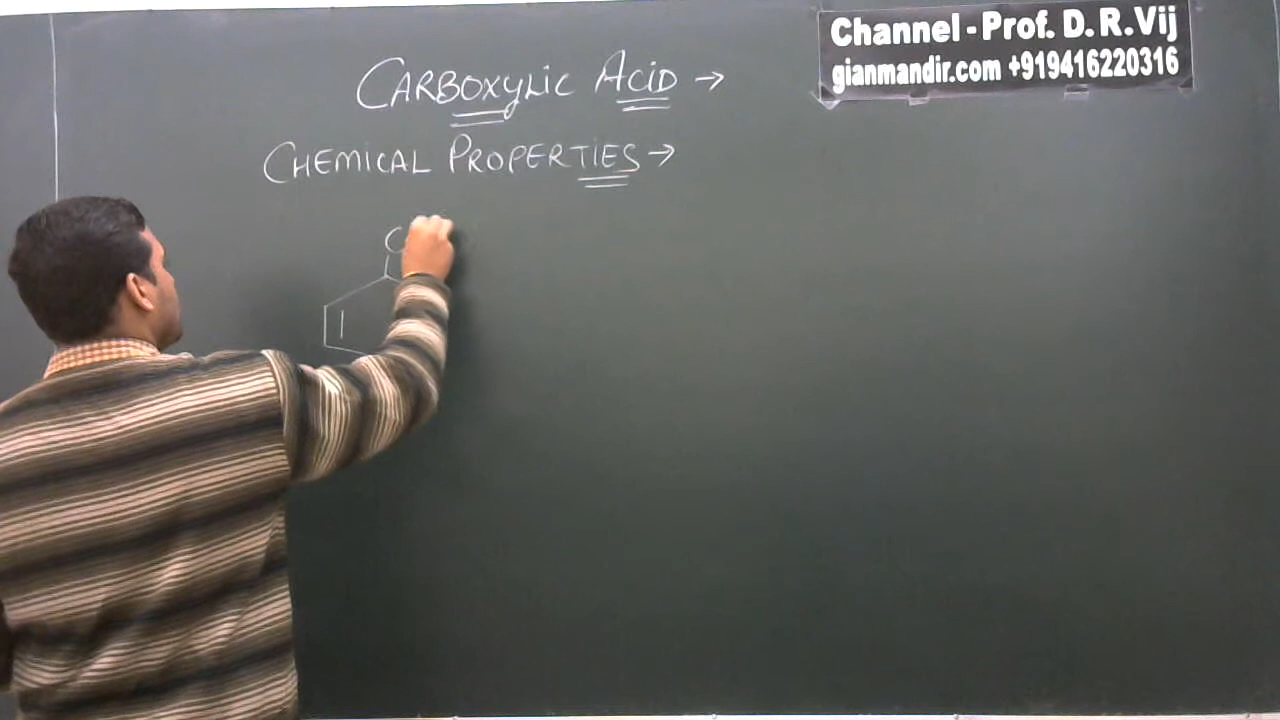 Channel - Prof. D. R. Vij
gianmandir.com +919416220316
CARBOXYLIC ACID →
CHEMICAL PROPERTIES →
C